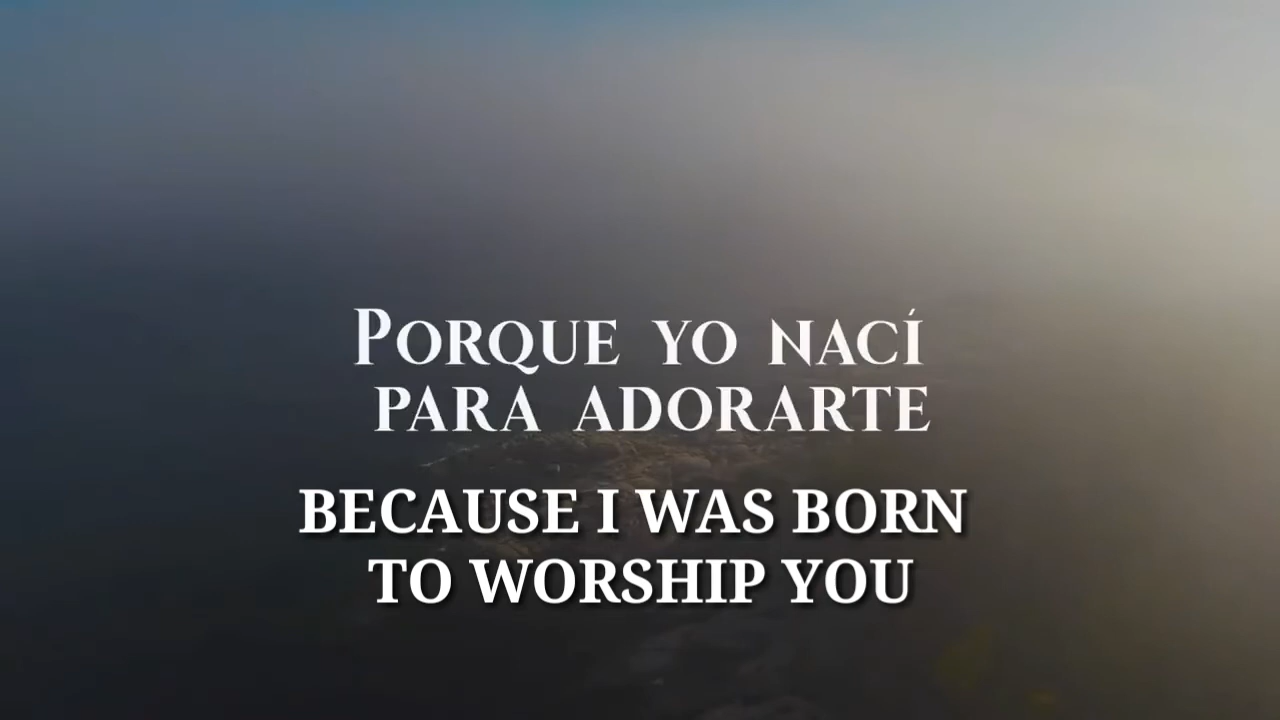 Porque yo nací
para adorarte
BECAUSE I WAS BORN
TO WORSHIP YOU